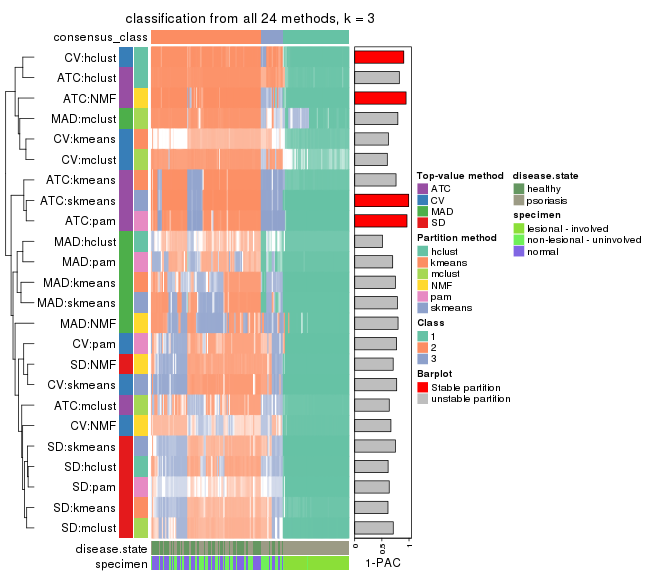 classification from all 24 methods, k = 3
consensus_class
CV:hclust
ATC:hclust
ATC:NMF
MAD:mclust
CV:kmeans
CV:mclust
ATC:kmeans
ATC:skmeans
ATC:pam
MAD:hclust
MAD:pam
MAD:kmeans
MAD:skmeans
MAD:NMF
CV:pam
SD:NMF
CV:skmeans
ATC:mclust
CV:NMF
SD:skmeans
SD:hclust
SD:pam
SD:kmeans
SD:mclust
disease.state
specimen
0
0.5
1
1-PAC
Top-value method
ATC
CV
MAD
SD
Partition method
hclust
kmeans
mclust
NMF
pam
skmeans
Class
1
2
3
Barplot
Stable partition
unstable partition
disease.state
healthy
psoriasis
specimen
lesional - involved
non-lesional - uninvolved
normal